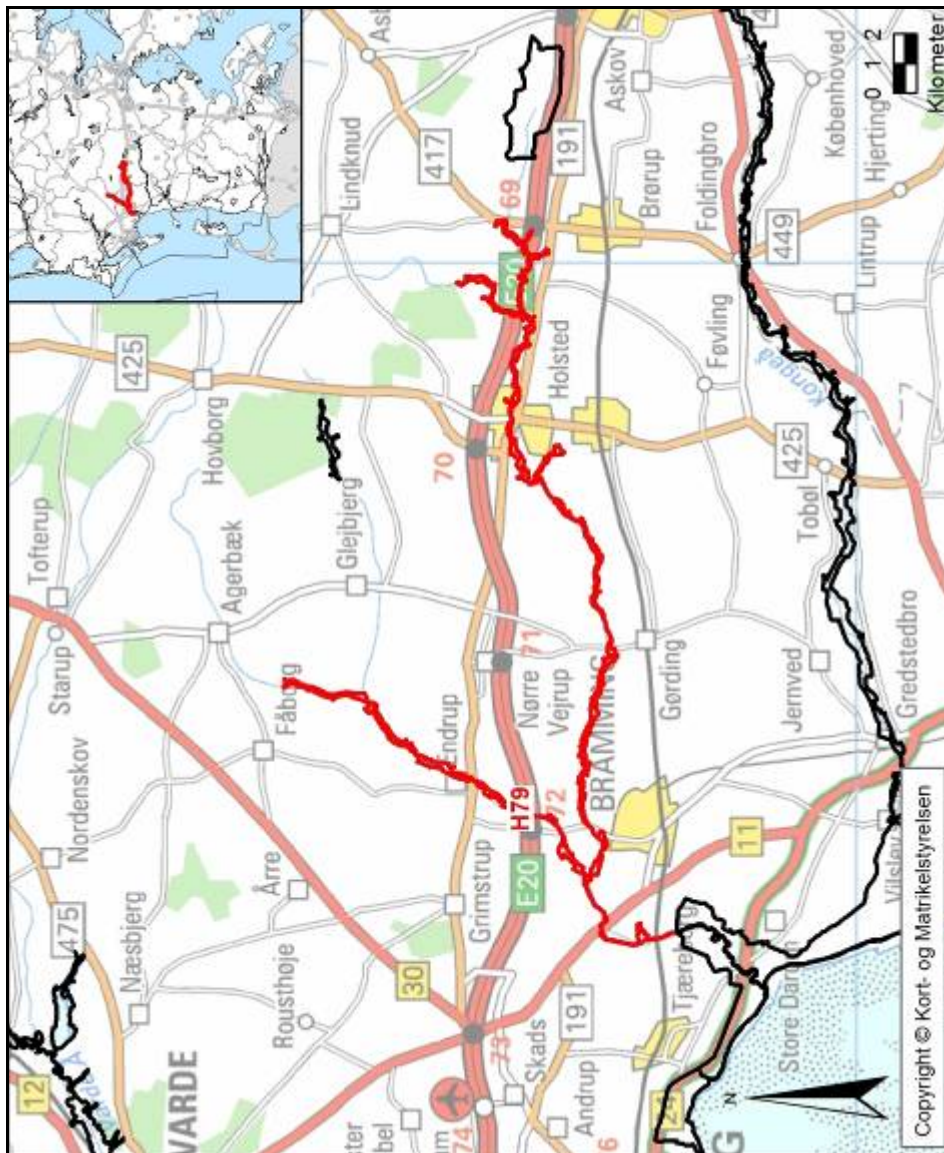 12
475
Næsbjerg
Nordenskov
Starup
Tofterup
VARDE
Rousthøje
Årre
Fåborg
Agerbæk
Hovborg
425
Lindknud
30
Glejbjerg
417
Grimstrup
Endrup
70
69
74
73
Skads
E20
H79
72
71
Nørre
Vejrup
E20
191
Andrup
191
Holsted
BRAMMING
Askov
Brørup
Gørding
Føvling
Foldingbro
11
Store Darum
Jernved
Tobøl
425
Kongeå
449
Københoved
Lintrup
Hjerting
Vilslev
Gredstedbro
N
0 1 2
Kilometer
Copyright © Kort- og Matrikelstyrelsen